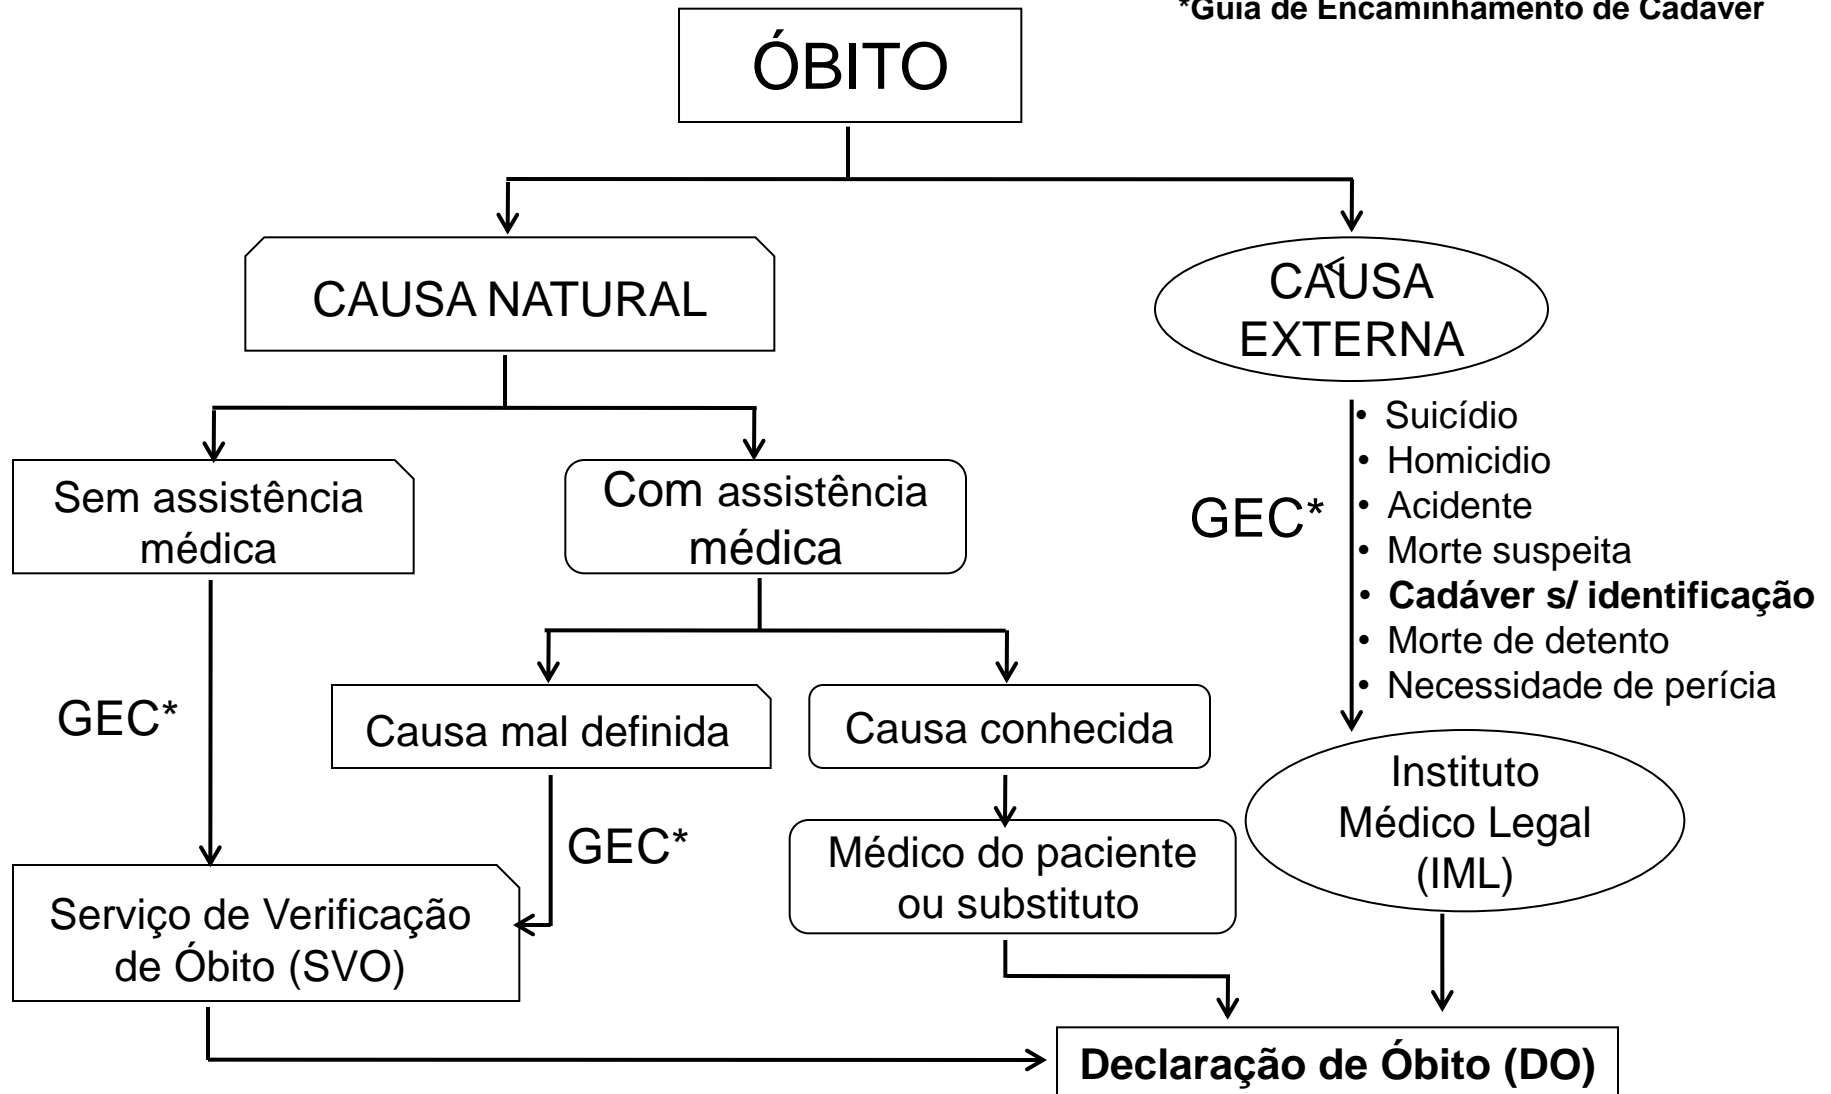 *Guia de Encaminhamento de Cadáver
ÓBITO
CAUSA NATURAL
CAUSA
EXTERNA
Sem assistência
médica
Com assistência
médica
GEC*
• Suicídio
• Homicidio
• Acidente
• Morte suspeita
• Cadáver s/ identificação
• Morte de detento
• Necessidade de perícia
GEC*
Causa mal definida
Causa conhecida
GEC*
Médico do paciente
ou substituto
Instituto
Médico Legal
(IML)
Serviço de Verificação
de Óbito (SVO)
Declaração de Óbito (DO)